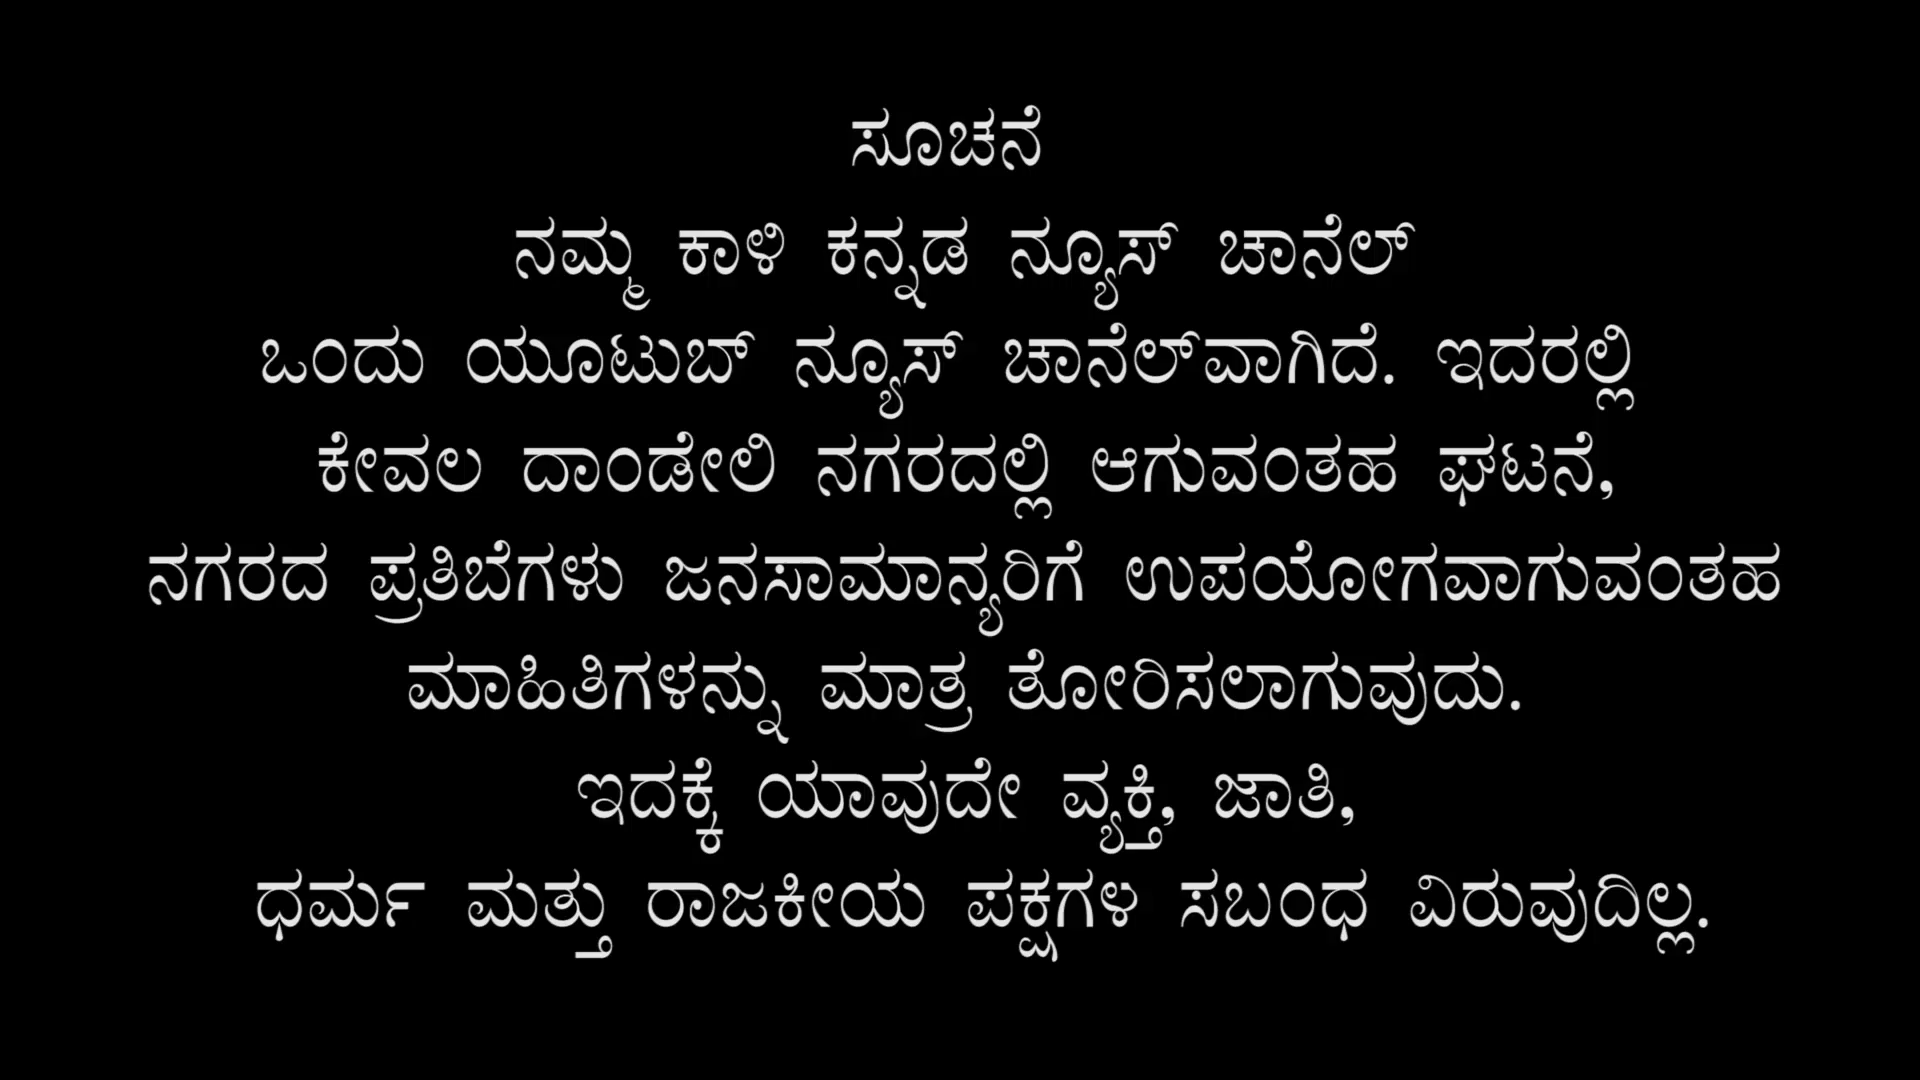 ಸೂಚನೆ
ನಮ್ಮ ಕಾಳಿ ಕನ್ನಡ ನ್ಯೂಸ್ ಚಾನೆಲ್
ಒಂದು ಯೂಟುಬ್ ನ್ಯೂಸ್ ಚಾನೆಲ್‌ವಾಗಿದೆ. ಇದರಲ್ಲಿ
ಕೇವಲ ದಾಂಡೇಲಿ ನಗರದಲ್ಲಿ ಆಗುವಂತಹ ಘಟನೆ,
ನಗರದ ಪ್ರತಿಬೆಗಳು ಜನಸಾಮಾನ್ಯರಿಗೆ ಉಪಯೋಗವಾಗುವಂತಹ
ಮಾಹಿತಿಗಳನ್ನು ಮಾತ್ರ ತೋರಿಸಲಾಗುವುದು.
ಇದಕ್ಕೆ ಯಾವುದೇ ವ್ಯಕ್ತಿ, ಜಾತಿ,
ಧರ್ಮ ಮತ್ತು ರಾಜಕೀಯ ಪಕ್ಷಗಳ ಸಬಂಧ ವಿರುವುದಿಲ್ಲ.